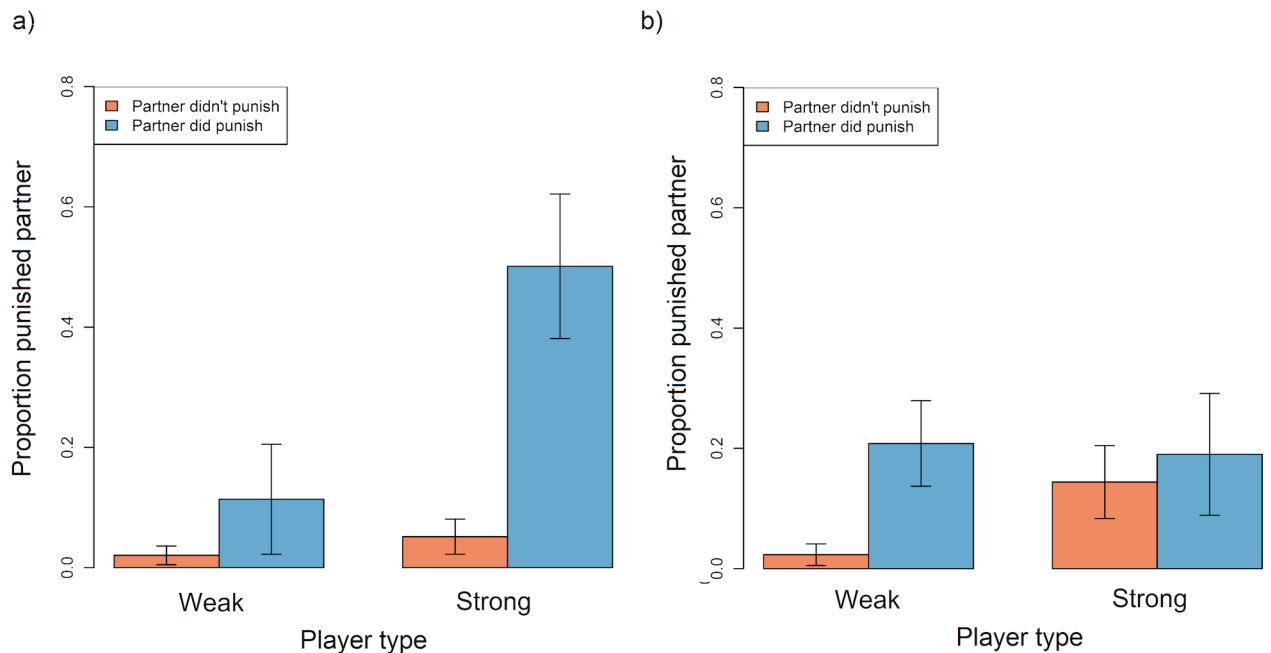 a)
Proportion punished partner
0.8
0.6
0.4
0.2
0.0
Partner didn't punish
Partner did punish
Weak
Strong
Player type
b)
Proportion punished partner
0.8
0.6
0.4
0.2
0.0
Partner didn't punish
Partner did punish
Weak
Strong
Player type